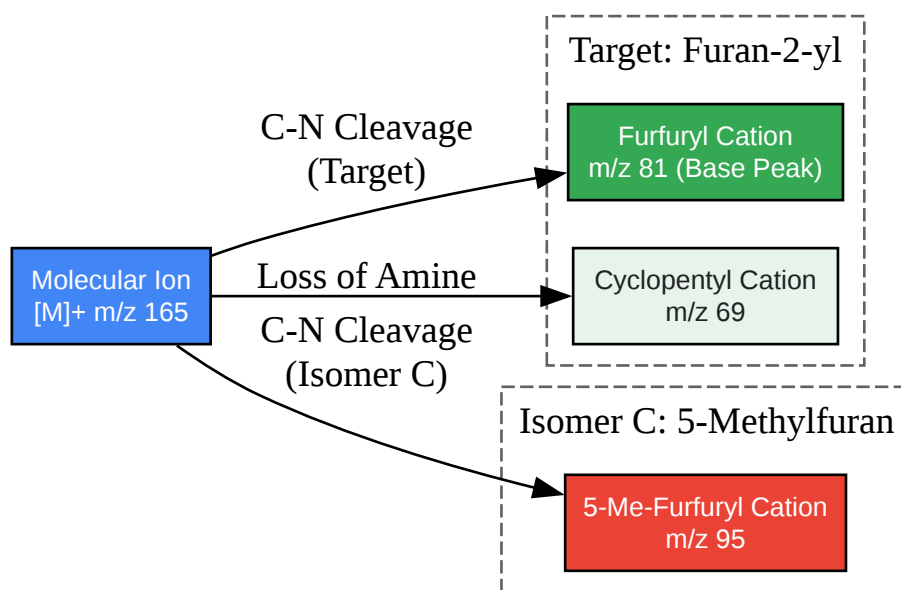 Target: Furan-2-yl
C-N Cleavage
(Target)
Furfuryl Cation
m/z 81 (Base Peak)
Molecular Ion
[M]+ m/z 165
Loss of Amine
Cyclopentyl Cation
m/z 69
C-N Cleavage
(Isomer C)
Isomer C: 5-Methylfuran
5-Me-Furfuryl Cation
m/z 95